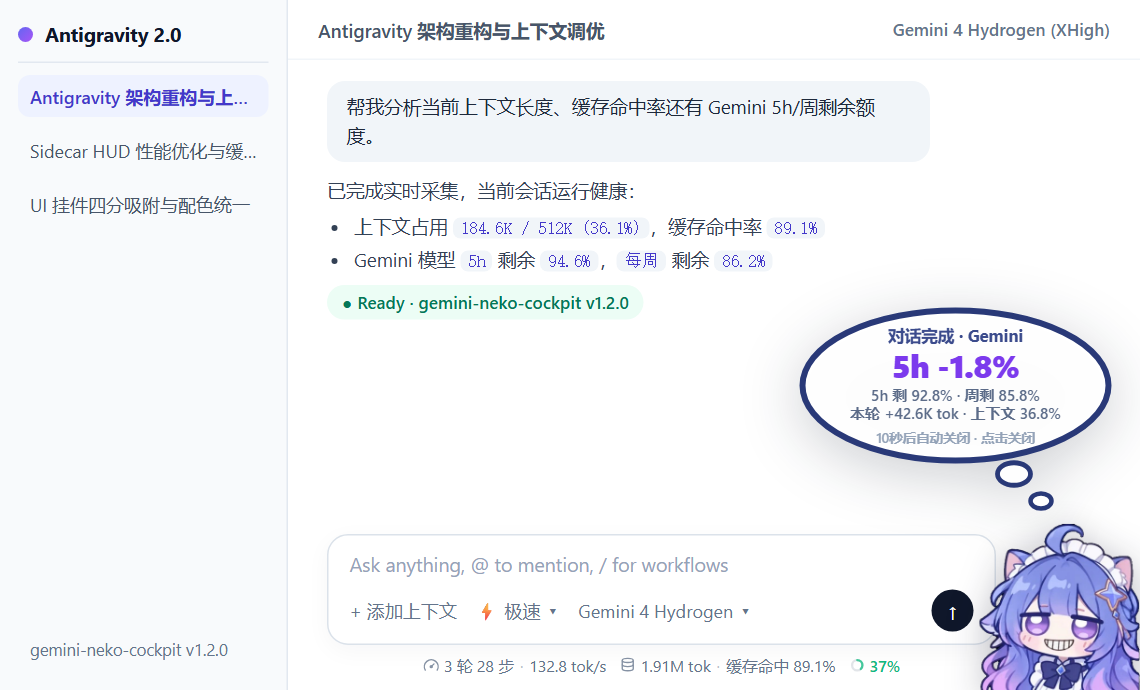 Antigravity 2.0
Antigravity 架构重构与上...
Sidecar HUD 性能优化与缓...
UI 挂件四分吸附与配色统一
gemini-neko-cockpit v1.2.0
Antigravity 架构重构与上下文调优
Gemini 4 Hydrogen (XHigh)
帮我分析当前上下文长度、缓存命中率还有 Gemini 5h/周剩余额
度。
已完成实时采集，当前会话运行健康：
• 上下文占用 184.6K / 512K (36.1%) ，缓存命中率 89.1%
• Gemini 模型 5h 剩余 94.6% ， 每周 剩余 86.2%
● Ready · gemini-neko-cockpit v1.2.0
对话完成 · Gemini
5h -1.8%
5h 剩 92.8% · 周剩 85.8%
本轮 +42.6K tok · 上下文 36.8%
10秒后自动关闭 · 点击关闭
Ask anything, @ to mention, / for workflows
+ 添加上下文 ⚡ 极速 ▾ Gemini 4 Hydrogen ▾ ↑
3 轮 28 步 · 132.8 tok/s 1.91M tok · 缓存命中 89.1% 37%